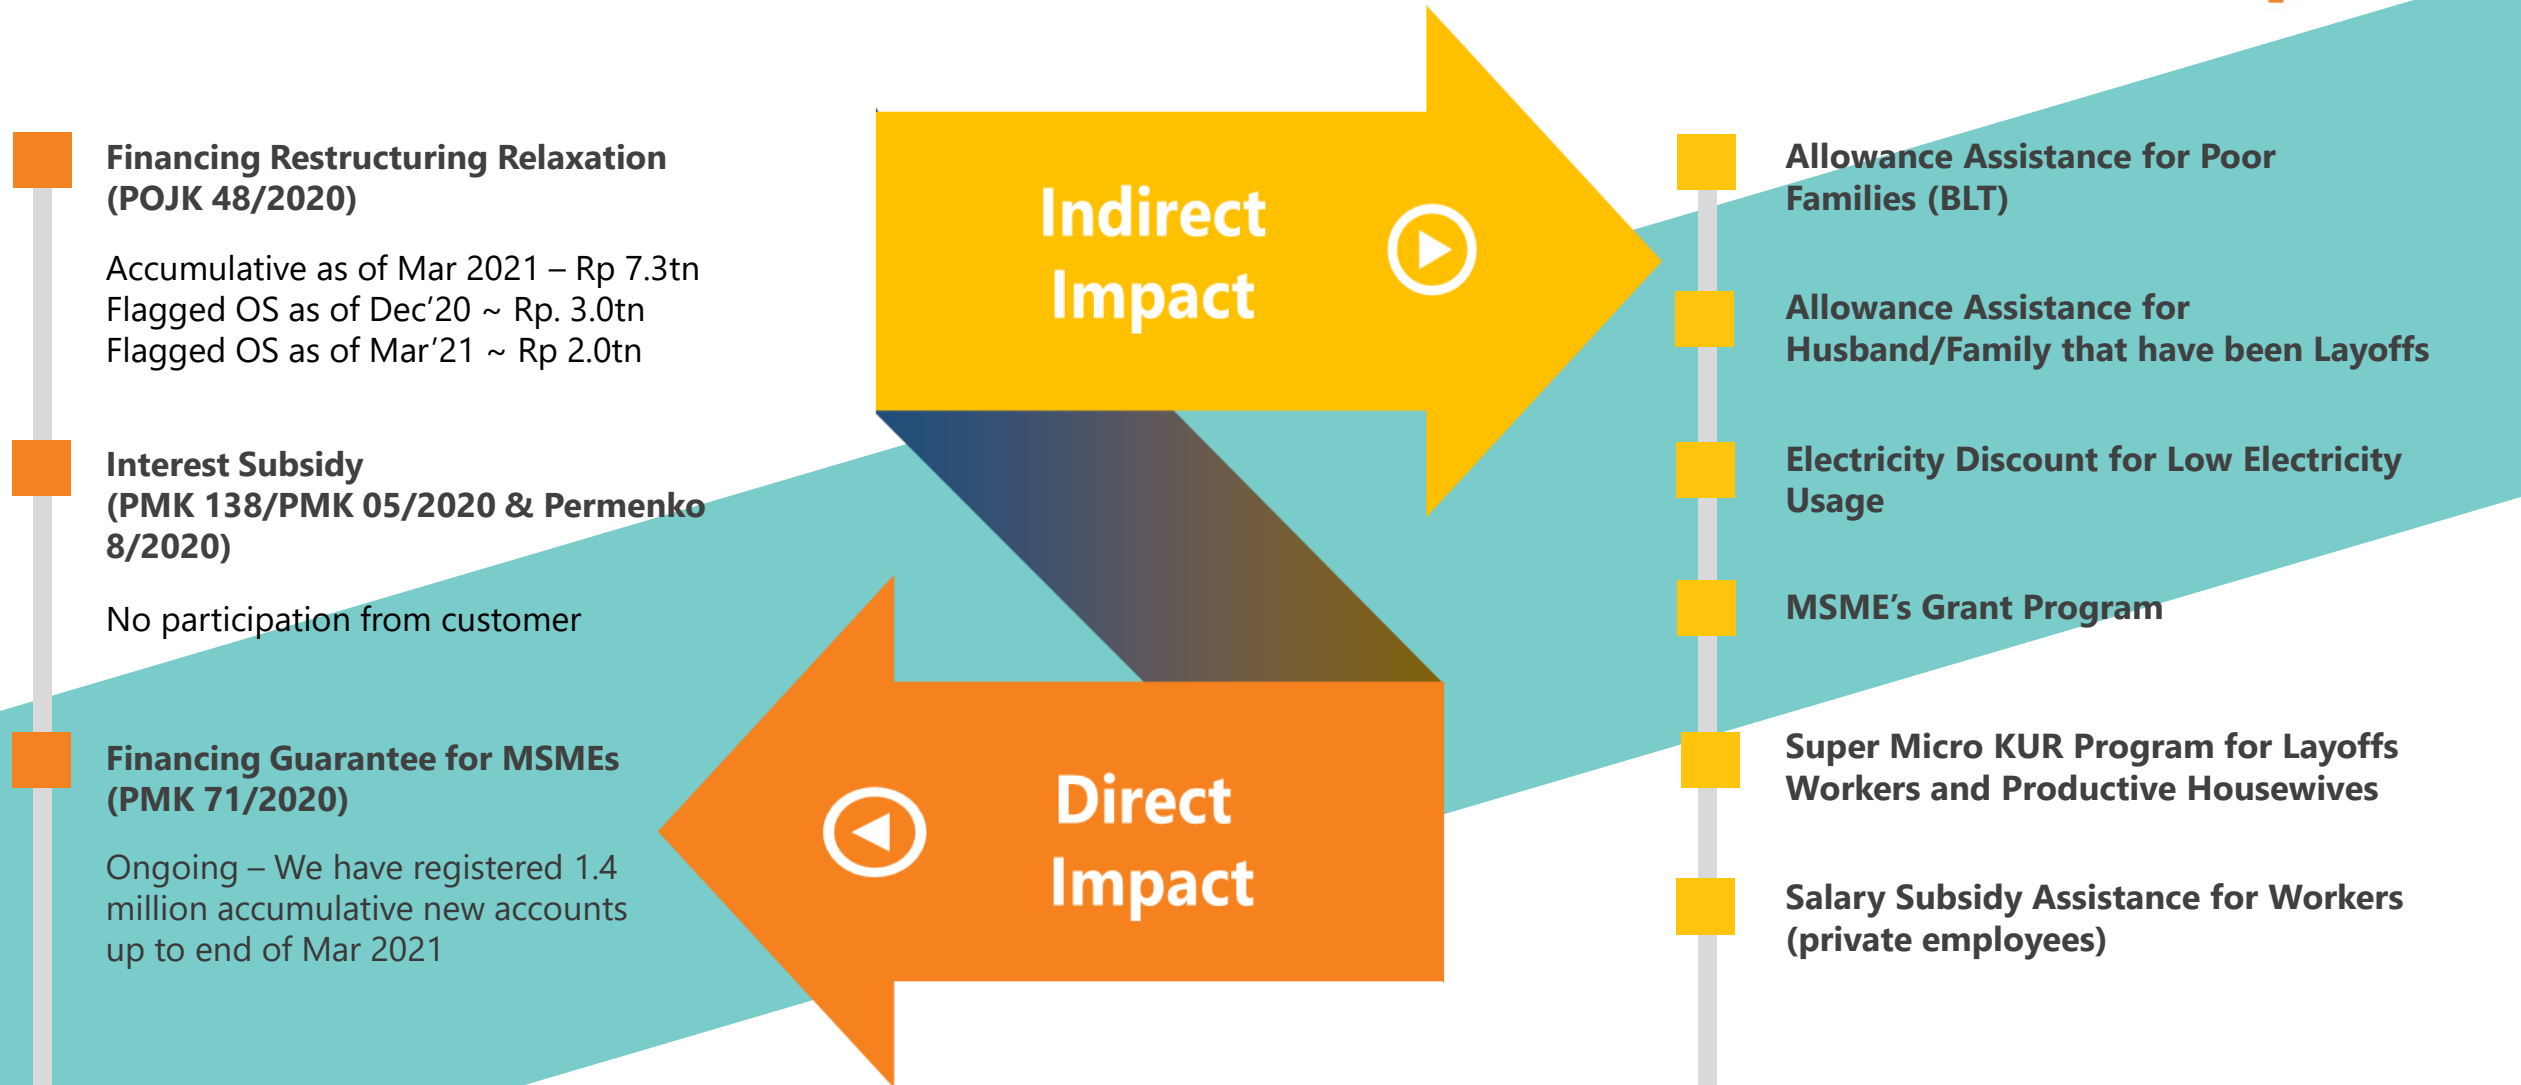 Financing Restructuring Relaxation
(POJK 48/2020)
Accumulative as of Mar 2021 – Rp 7.3tn
Flagged OS as of Dec’20 ~ Rp. 3.0tn
Flagged OS as of Mar’21 ~ Rp 2.0tn
Interest Subsidy
(PMK 138/PMK 05/2020 & Permenko
8/2020)
No participation from customer
Financing Guarantee for MSMEs
(PMK 71/2020)
Ongoing – We have registered 1.4
million accumulative new accounts
up to end of Mar 2021
Indirect
Impact
Direct
Impact
Allowance Assistance for Poor
Families (BLT)
Allowance Assistance for
Husband/Family that have been Layoffs
Electricity Discount for Low Electricity
Usage
MSME’s Grant Program
Super Micro KUR Program for Layoffs
Workers and Productive Housewives
Salary Subsidy Assistance for Workers
(private employees)